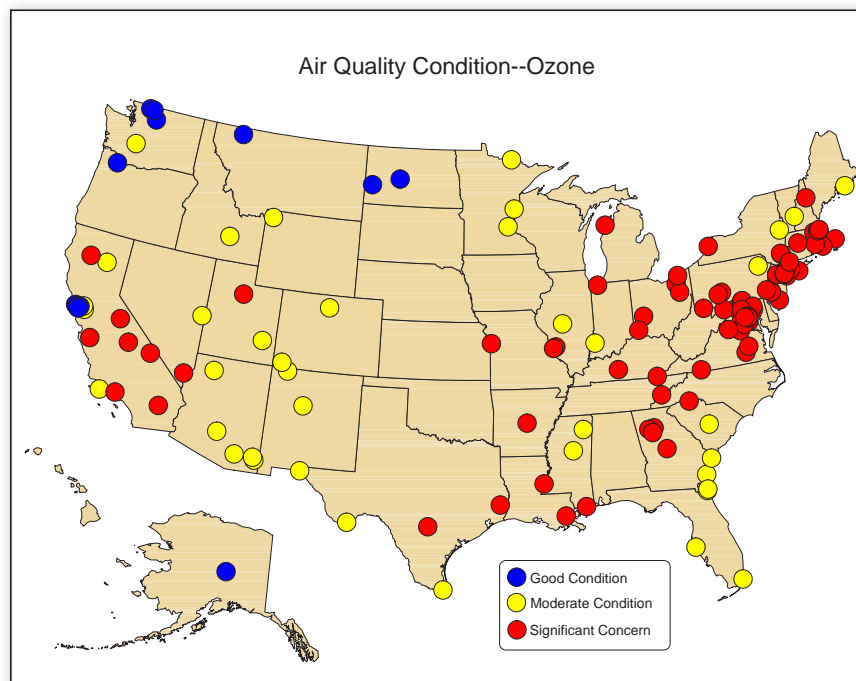 Air Quality Condition--Ozone
Good Condition
Moderate Condition
Significant Concern